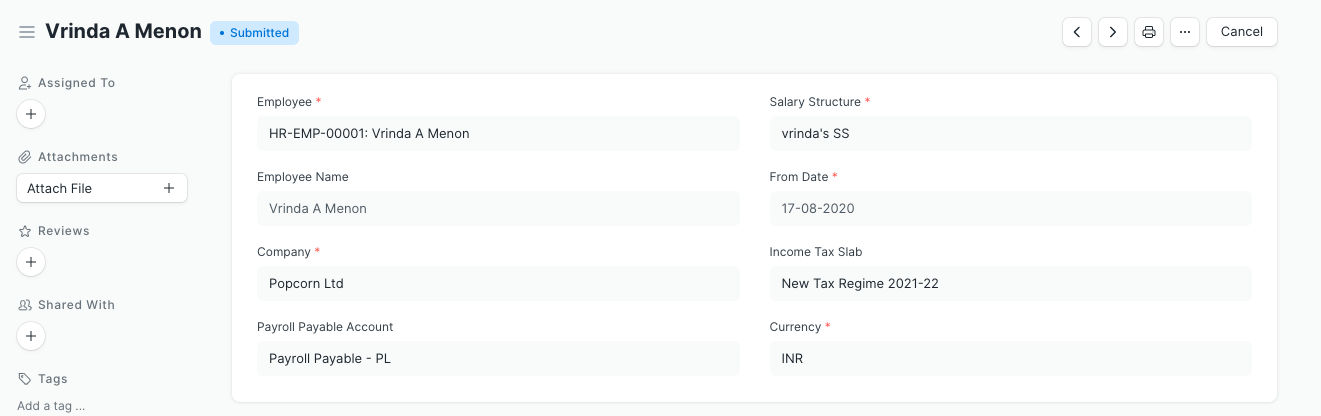 Vrinda A Menon
• Submitted
Cancel
Assigned To
Attachments
Attach File
Reviews
Shared With
Tags
Add a tag ...
Employee *
HR-EMP-00001: Vrinda A Menon
Salary Structure *
vrinda's SS
Employee Name
Vrinda A Menon
From Date *
17-08-2020
Company *
Popcorn Ltd
Income Tax Slab
New Tax Regime 2021-22
Payroll Payable Account
Payroll Payable - PL
Currency *
INR